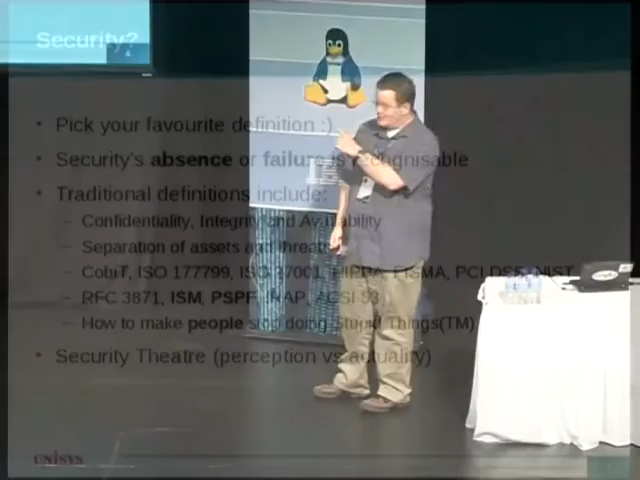 Security?
• Pick your favourite definition :)
• Security's absence or failure is recognisable
• Traditional definitions include:
– Confidentiality, Integrity and Availability
– Separation of assets and threats
– CobiT, ISO 177799, ISO 27001, HIPPA, FISMA, PCI DSS, NIST
– RFC 3871, ISM, PSPF, IRAP, ACSI 33
– How to make people stop doing Stupid Things(TM)
• Security Theatre (perception vs actuality)
UNISYS